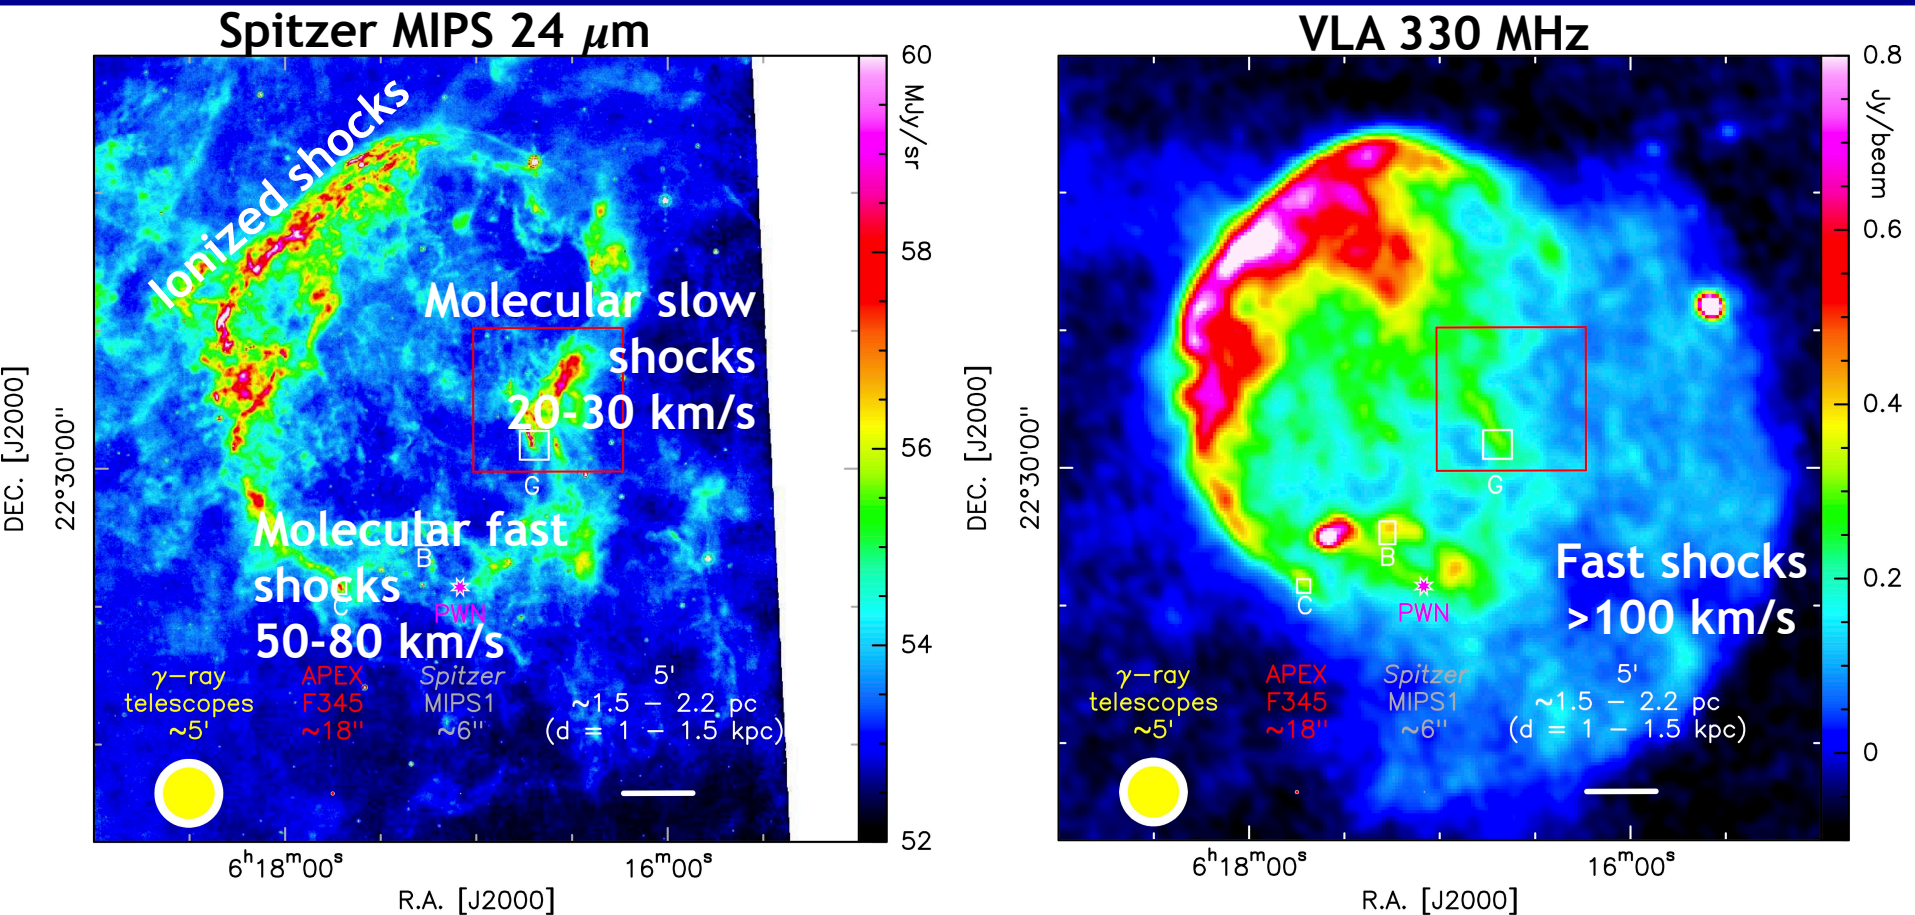 Spitzer MIPS 24 μm
60
MJy/sr
58
56
54
52
DEC. [J2000]
22°30'00''
6ʰ18ᵐ00ˢ
16ᵐ00ˢ
R.A. [J2000]
Ionized shocks
Molecular slow
shocks
20-30 km/s
G
Molecular fast
shocks
50-80 km/s
B
C
PWN
γ-ray
telescopes
~5'
APEX
F345
~18''
Spitzer
MIPS1
~6''
5'
~1.5 – 2.2 pc
(d = 1 – 1.5 kpc)
VLA 330 MHz
0.8
Jy/beam
0.6
0.4
0.2
0
DEC. [J2000]
22°30'00''
6ʰ18ᵐ00ˢ
16ᵐ00ˢ
R.A. [J2000]
G
B
C
PWN
Fast shocks
>100 km/s
γ-ray
telescopes
~5'
APEX
F345
~18''
Spitzer
MIPS1
~6''
5'
~1.5 – 2.2 pc
(d = 1 – 1.5 kpc)